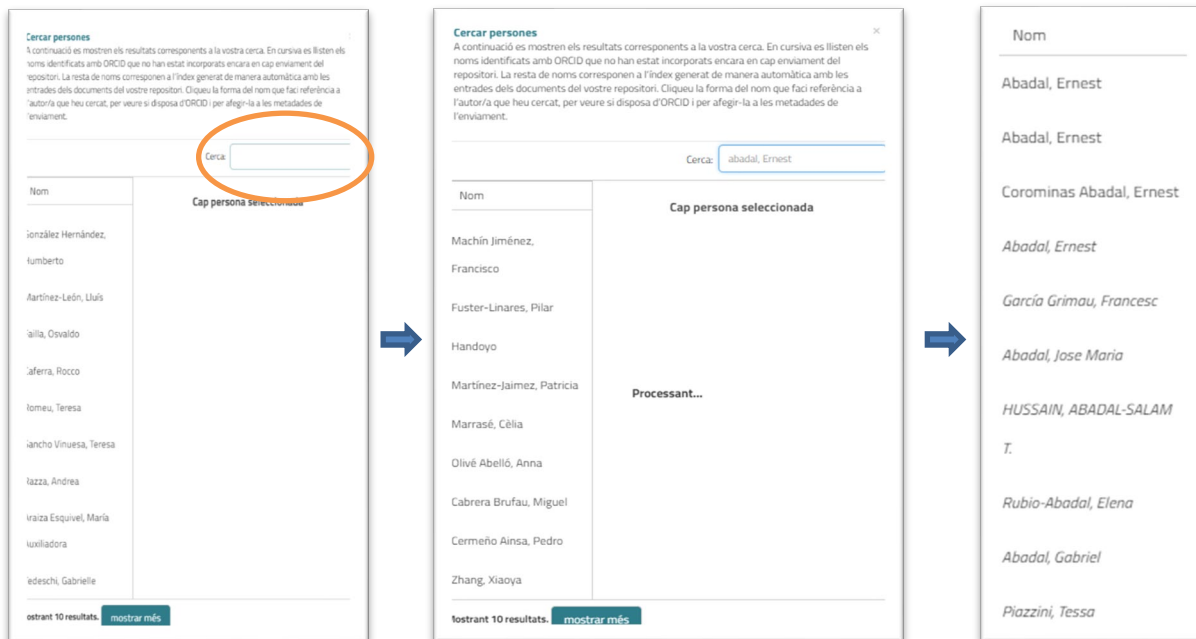 Cercar persones
A continuació es mostren els resultats corresponents a la vostra cerca. En cursiva es llisten els
noms identificats amb ORCID que no han estat incorporats encara en cap enviament del
repositori. La resta de noms corresponen a l'índex generat de manera automàtica amb les
entrades dels documents del vostre repositori. Cliqueu la forma del nom que faci referència a
l'autor/a que heu cercat, per veure si disposa d'ORCID i per afegir-la a les metadades de
l'enviament.
Cerca:
Nom
Cap persona seleccionada
González Hernández,
Humberto
Martínez-León, Lluís
Osvaldo
Rocco
Romeu, Teresa
Sancho Vinuesa, Teresa
Andrea
Araiza Esquivel, María
Auxiliadora
Tedeschi, Gabrielle
ostrant 10 resultats.
mostrar més
Cercar persones
×
A continuació es mostren els resultats corresponents a la vostra cerca. En cursiva es llisten els
noms identificats amb ORCID que no han estat incorporats encara en cap enviament del
repositori. La resta de noms corresponen a l'índex generat de manera automàtica amb les
entrades dels documents del vostre repositori. Cliqueu la forma del nom que faci referència a
l'autor/a que heu cercat, per veure si disposa d'ORCID i per afegir-la a les metadades de
l'enviament.
Cerca: abadal, Ernest
Nom
Cap persona seleccionada
Machín Jiménez,
Francisco
Fuster-Linares, Pilar
Handoyo
Martínez-Jaimez, Patricia
Processant...
Marrasé, Cèlia
Olivé Abelló, Anna
Cabrera Brufau, Miguel
Cermeño Ainsa, Pedro
Zhang, Xiaoya
lostrant 10 resultats.
mostrar més
Nom
Abadal, Ernest
Abadal, Ernest
Corominas Abadal, Ernest
Abadal, Ernest
García Grimau, Francesc
Abadal, Jose Maria
HUSSAIN, ABADAL-SALAM
T.
Rubio-Abadal, Elena
Abadal, Gabriel
Piazzini, Tessa